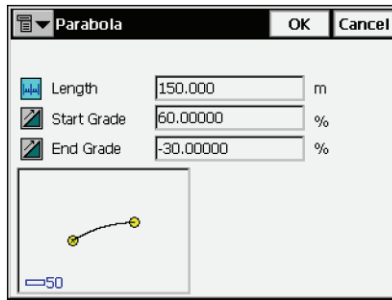 Parabola OK Cancel
Length 150.000 m
Start Grade 60.00000 %
End Grade -30.00000 %
50